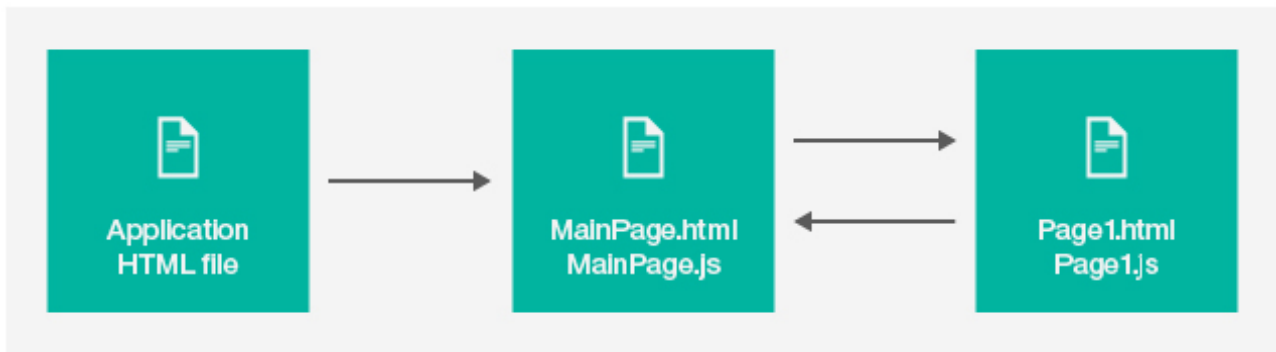 Application
HTML file
MainPage.html
MainPage.js
Page1.html
Page1.js